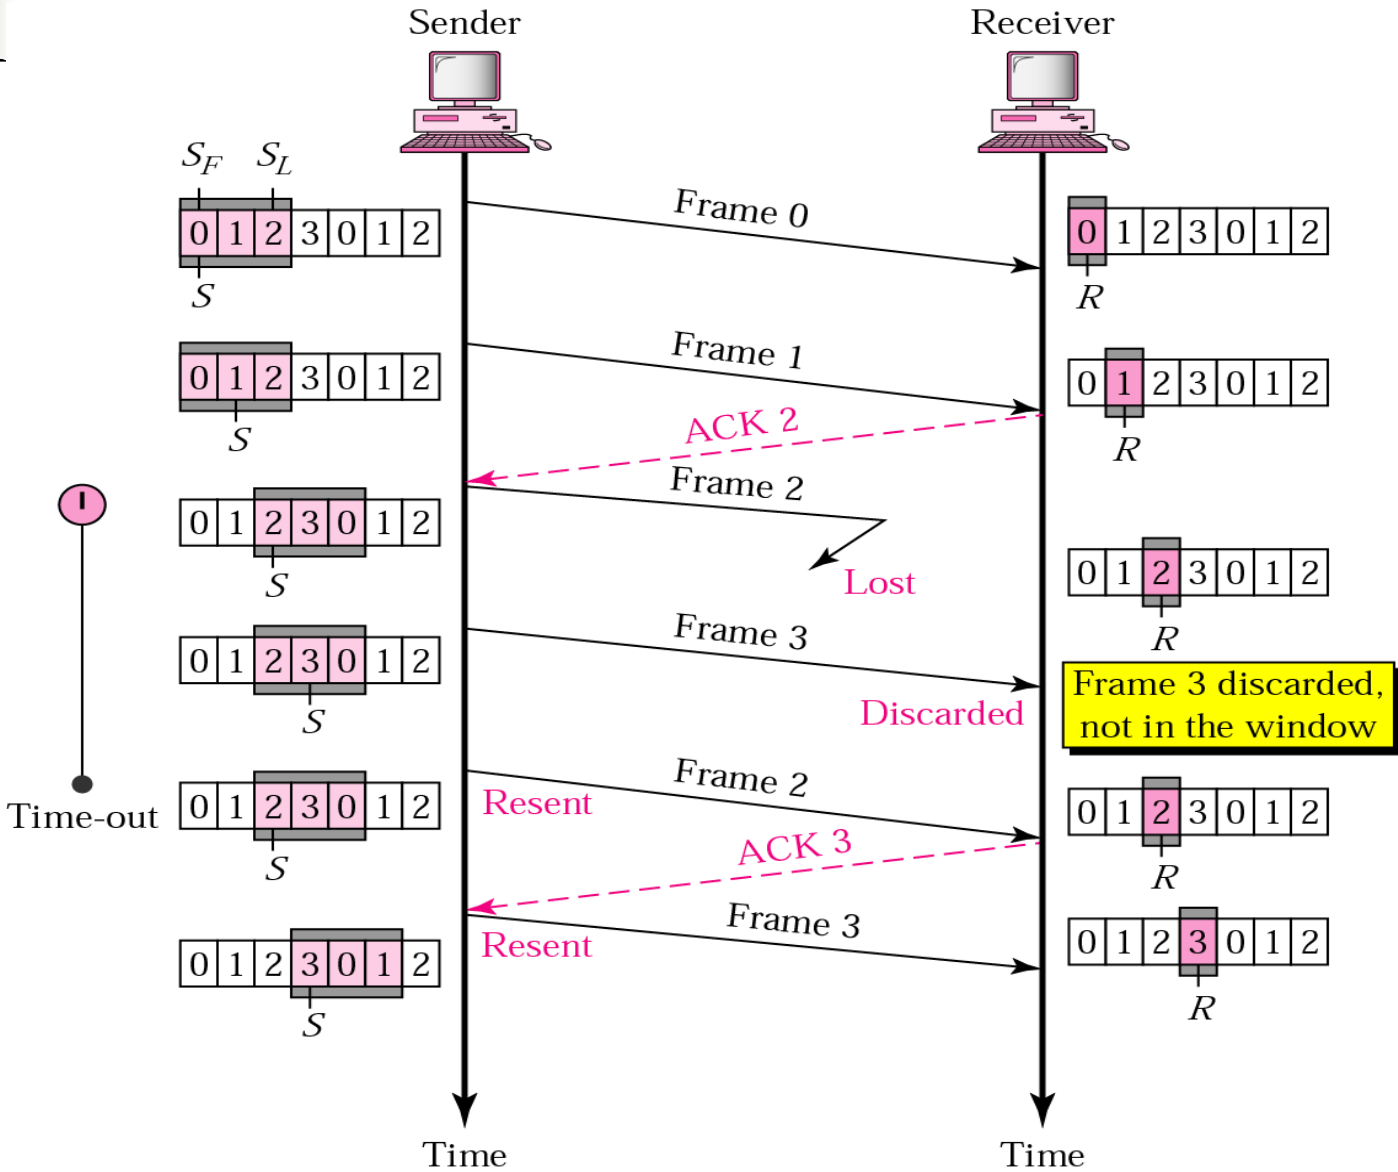 Sender
Receiver
S_F S_L
Frame 0
0 1 2 3 0 1 2
0 1 2 3 0 1 2
S
R
Frame 1
0 1 2 3 0 1 2
0 1 2 3 0 1 2
ACK 2
S
R
Frame 2
0 1 2 3 0 1 2
0 1 2 3 0 1 2
S
Lost
R
Frame 3
0 1 2 3 0 1 2
S
Discarded
Frame 3 discarded,
not in the window
Frame 2
Time-out
0 1 2 3 0 1 2
Resent
0 1 2 3 0 1 2
S
ACK 3
R
Frame 3
Resent
0 1 2 3 0 1 2
0 1 2 3 0 1 2
S
R
Time
Time